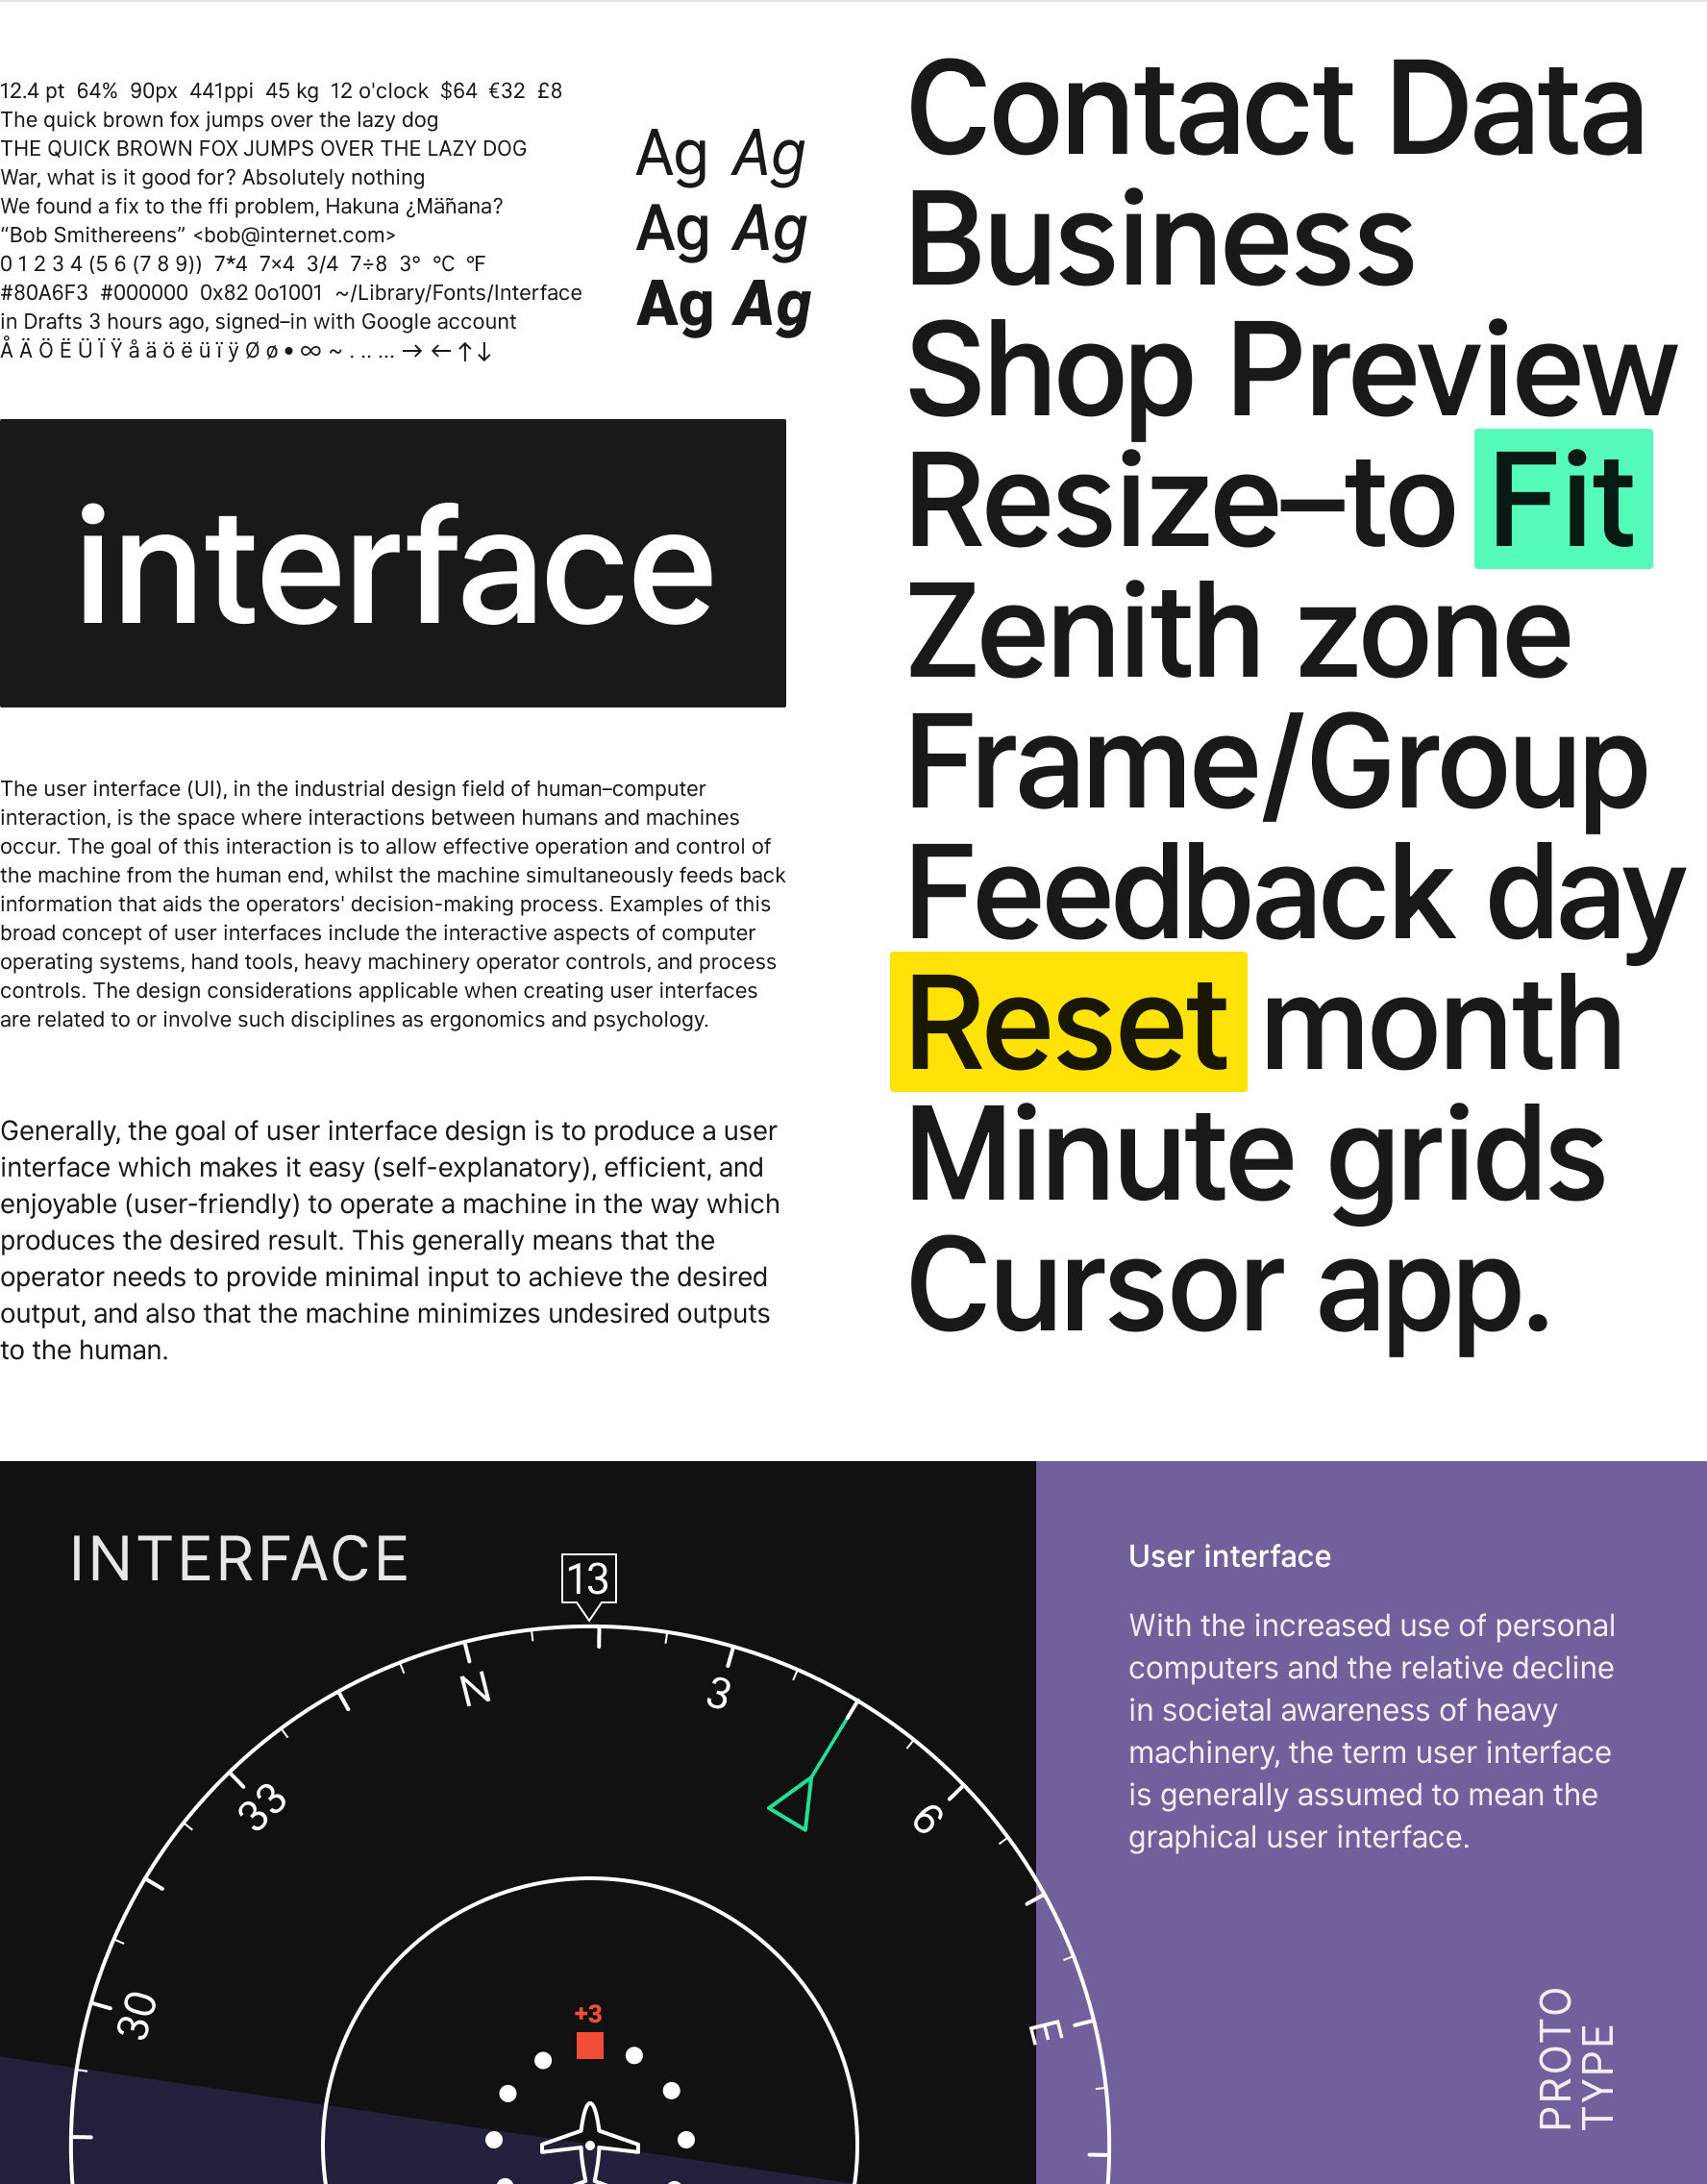 12.4 pt  64%  90px  441ppi  45 kg  12 o'clock  $64  €32  £8
The quick brown fox jumps over the lazy dog
THE QUICK BROWN FOX JUMPS OVER THE LAZY DOG
War, what is it good for? Absolutely nothing
We found a fix to the ffi problem, Hakuna ¿Mäñana?
“Bob Smithereens” <bob@internet.com>
0 1 2 3 4 (5 6 (7 8 9))  7*4  7×4  3/4  7÷8  3°  °C  °F
#80A6F3  #000000  0x82 0o1001  ~/Library/Fonts/Interface
in Drafts 3 hours ago, signed–in with Google account
Å Ä Ö Ë Ü Ï Ÿ å ä ö ë ü ï ÿ Ø ø • ∞ ~ . .. … → ← ↑ ↓
Ag Ag
Ag Ag
Ag Ag
interface
The user interface (UI), in the industrial design field of human–computer
interaction, is the space where interactions between humans and machines
occur. The goal of this interaction is to allow effective operation and control of
the machine from the human end, whilst the machine simultaneously feeds back
information that aids the operators' decision-making process. Examples of this
broad concept of user interfaces include the interactive aspects of computer
operating systems, hand tools, heavy machinery operator controls, and process
controls. The design considerations applicable when creating user interfaces
are related to or involve such disciplines as ergonomics and psychology.
Generally, the goal of user interface design is to produce a user
interface which makes it easy (self-explanatory), efficient, and
enjoyable (user-friendly) to operate a machine in the way which
produces the desired result. This generally means that the
operator needs to provide minimal input to achieve the desired
output, and also that the machine minimizes undesired outputs
to the human.
Contact Data
Business
Shop Preview
Resize–to Fit
Zenith zone
Frame/Group
Feedback day
Reset month
Minute grids
Cursor app.
INTERFACE
13
N
3
33
6
30
E
+3
User interface
With the increased use of personal
computers and the relative decline
in societal awareness of heavy
machinery, the term user interface
is generally assumed to mean the
graphical user interface.
PROTO
TYPE